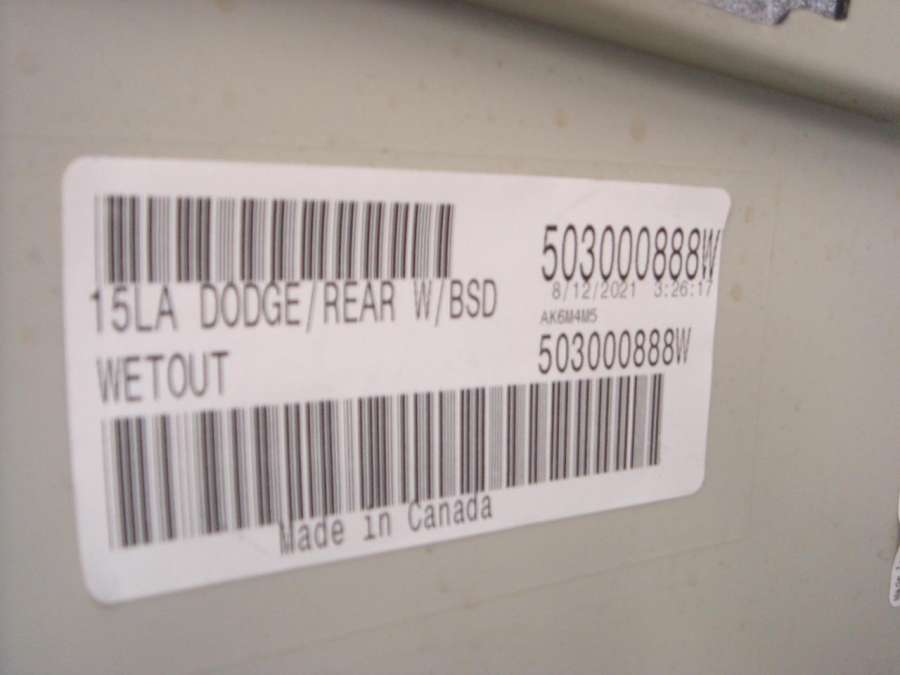 503000888W
8/12/2021 3:26:17
15LA DODGE/REAR W/BSD
AK6M4M5
WETOUT
503000888W
Made in Canada